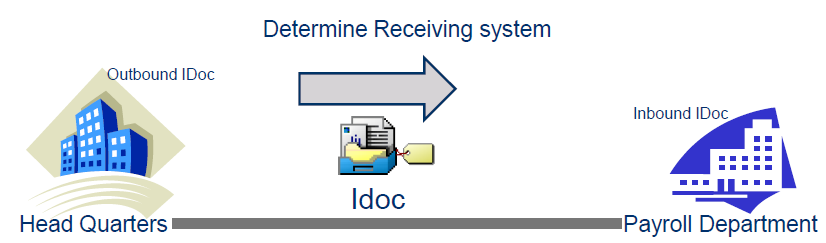 Determine Receiving system
Outbound IDoc
Inbound IDoc
Idoc
Head Quarters
Payroll Department